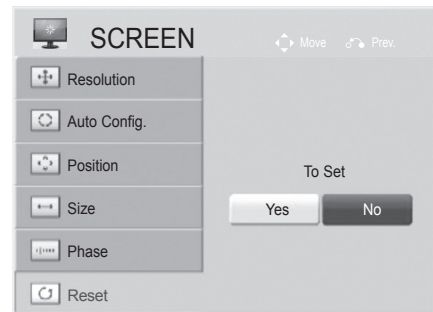 SCREEN
Move Prev.
Resolution
Auto Config.
Position
Size
Phase
Reset
To Set
Yes No